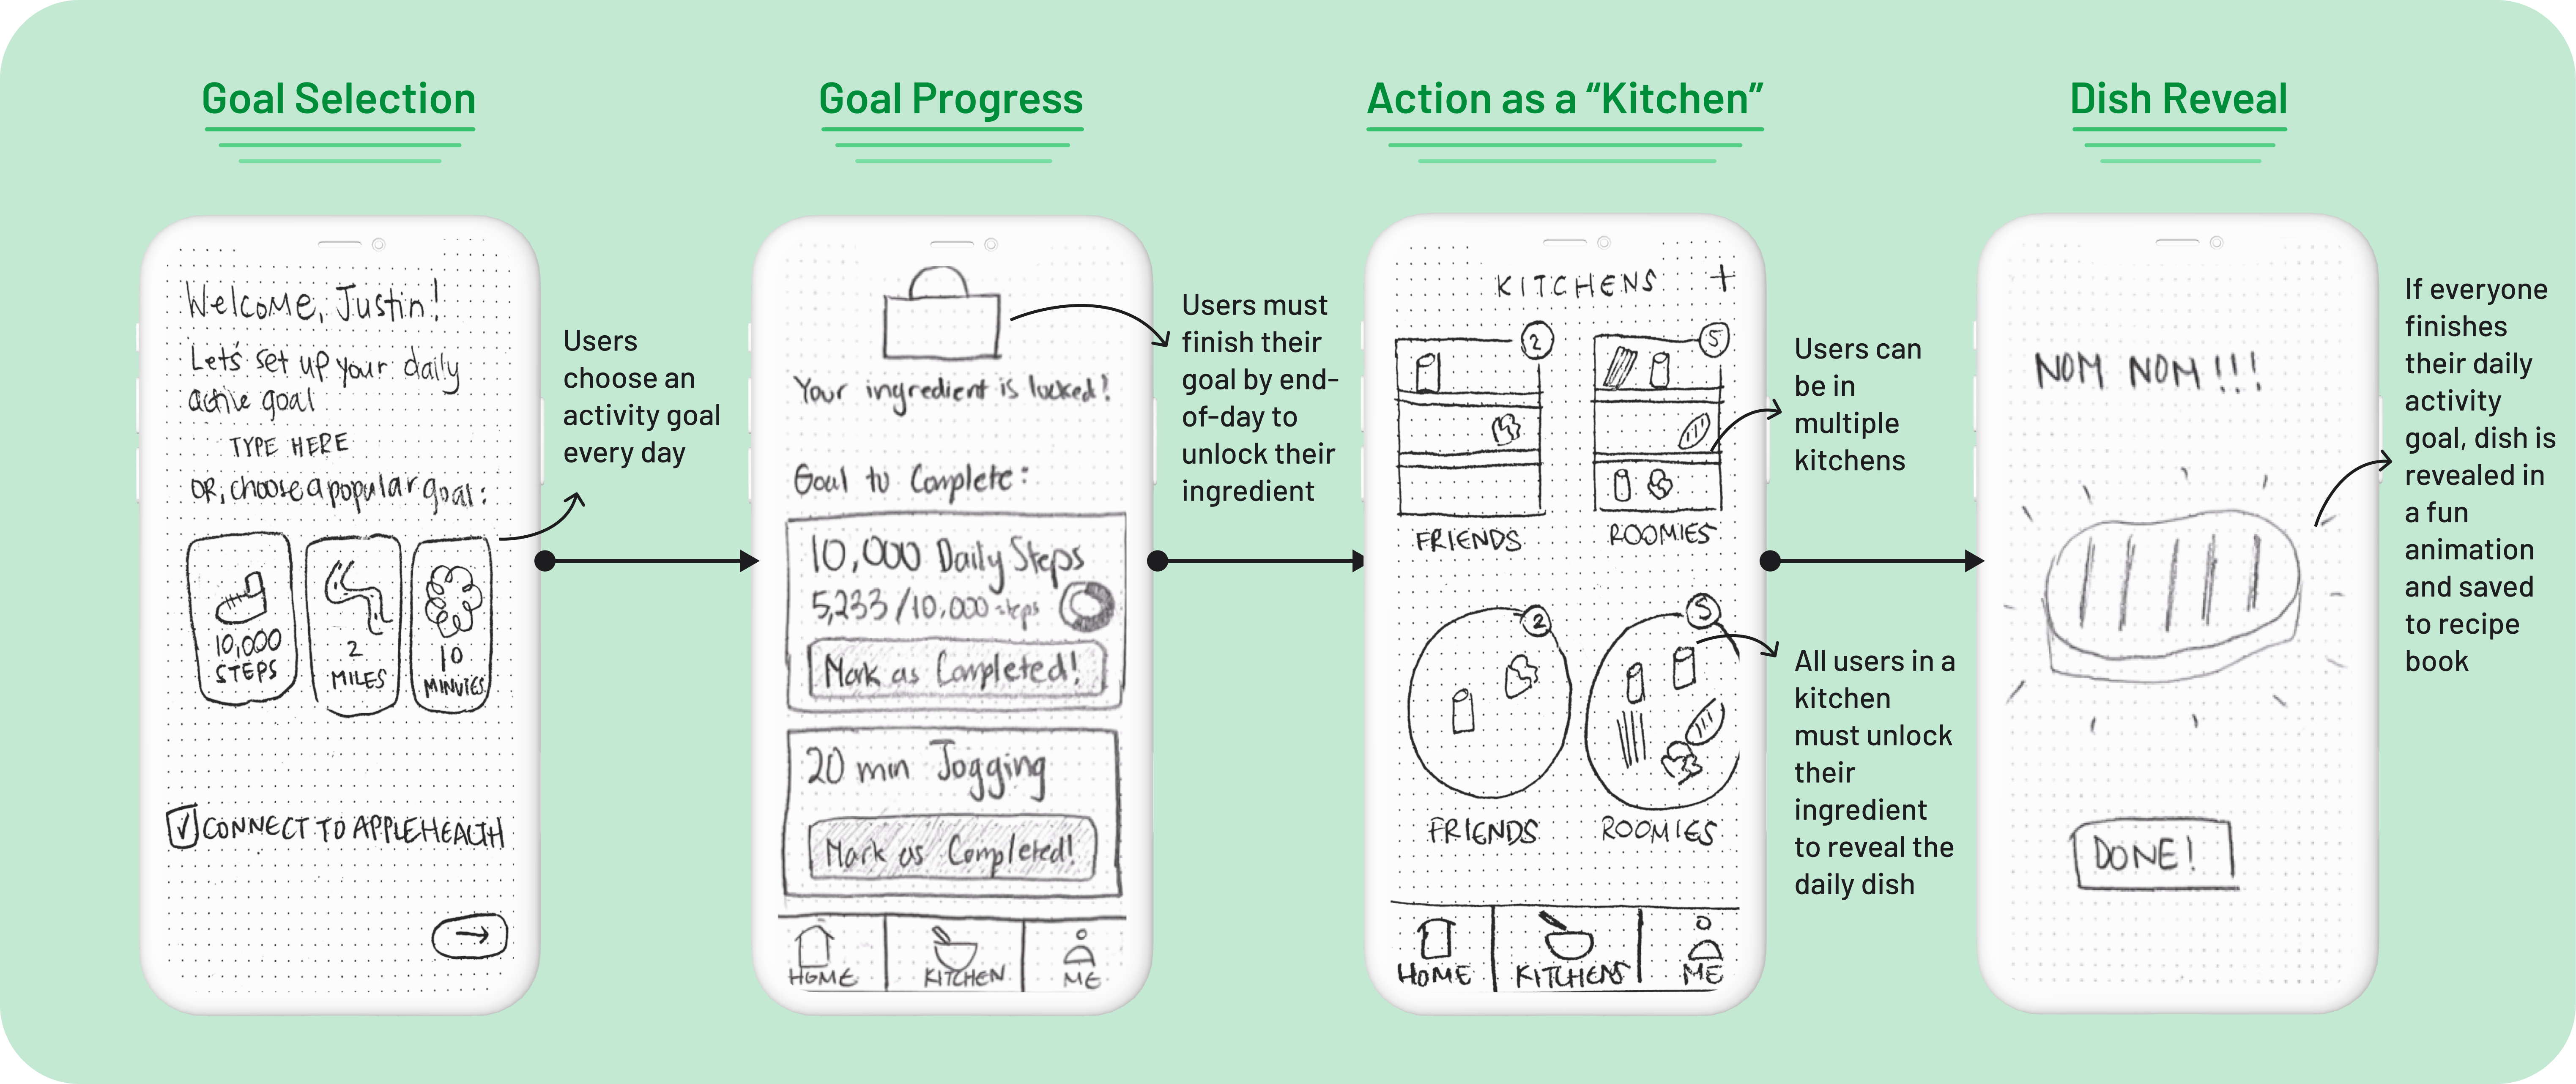 Goal Selection
Welcome, Justin!
Let's set up your daily
active goal
TYPE HERE
OR, choose a popular goal:
10,000
STEPS
2
MILES
10
MINUTES
CONNECT TO APPLE HEALTH
Users
choose an
activity goal
every day
Goal Progress
Your ingredient is locked!
Goal to Complete:
10,000 Daily Steps
5,233/10,000 steps
Mark as Completed!
20 min Jogging
Mark as Completed!
HOME
KITCHEN
ME
Users must
finish their
goal by end-
of-day to
unlock their
ingredient
Action as a “Kitchen”
KITCHENS +
2
5
FRIENDS
ROOMIES
2
5
FRIENDS
ROOMIES
HOME
KITCHENS
ME
Users can
be in
multiple
kitchens
All users in a
kitchen
must unlock
their
ingredient
to reveal the
daily dish
Dish Reveal
NOM NOM!!!
DONE!
If everyone
finishes
their daily
activity
goal, dish is
revealed in
a fun
animation
and saved
to recipe
book